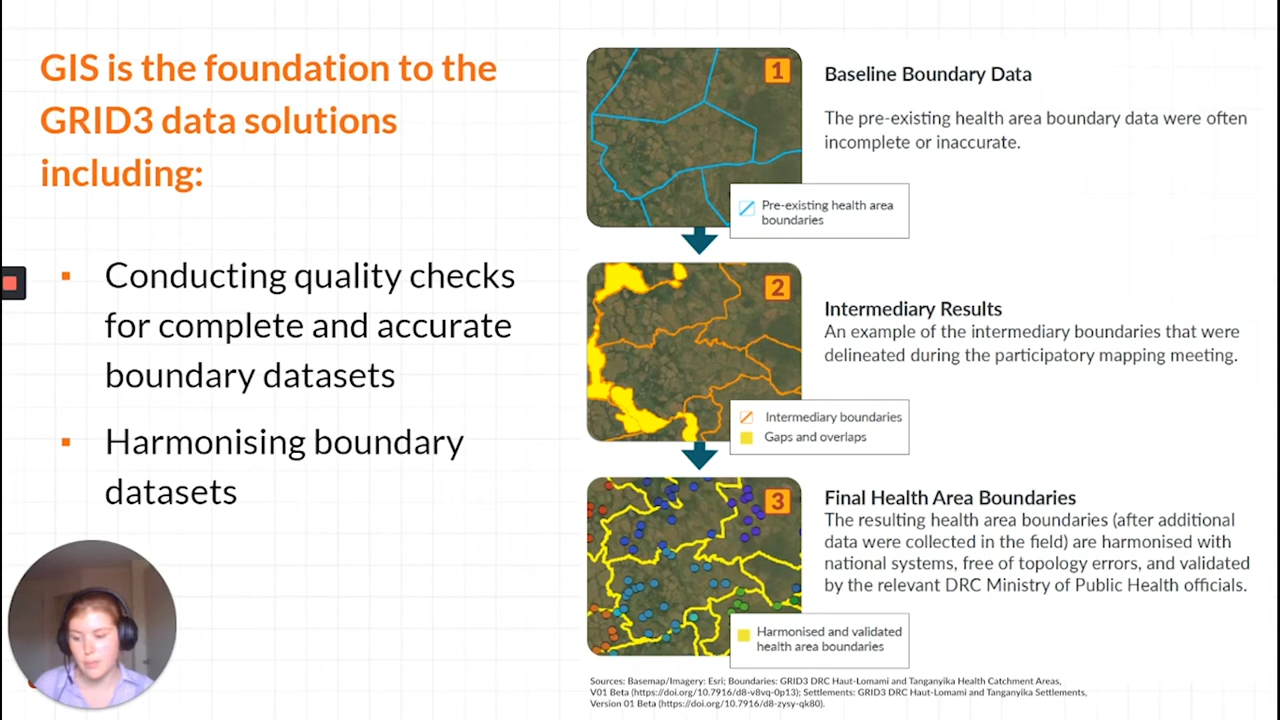 GIS is the foundation to the
GRID3 data solutions
including:
▪ Conducting quality checks
for complete and accurate
boundary datasets
▪ Harmonising boundary
datasets
1
Baseline Boundary Data
The pre-existing health area boundary data were often
incomplete or inaccurate.
Pre-existing health area
boundaries
2
Intermediary Results
An example of the intermediary boundaries that were
delineated during the participatory mapping meeting.
Intermediary boundaries
Gaps and overlaps
3
Final Health Area Boundaries
The resulting health area boundaries (after additional
data were collected in the field) are harmonised with
national systems, free of topology errors, and validated
by the relevant DRC Ministry of Public Health officials.
Harmonised and validated
health area boundaries
Sources: Basemap/Imagery: Esri; Boundaries: GRID3 DRC Haut-Lomami and Tanganyika Health Catchment Areas,
V01 Beta (https://doi.org/10.7916/d8-v8vq-0p13); Settlements: GRID3 DRC Haut-Lomami and Tanganyika Settlements,
Version 01 Beta (https://doi.org/10.7916/d8-zysy-qk80).